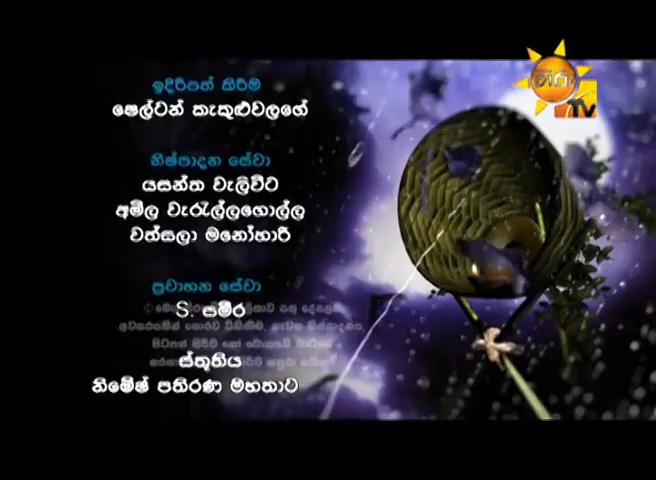 හිරු
TV
ඉදිරිපත් කිරීම
ෂෙල්ටන් කැකුළුවලගේ
නිෂ්පාදන සේවා
යසන්ත වැලිවිට
අමිල වැරැල්ලගොල්ල
වත්සලා මනෝහාරී
ප්‍රවාහන සේවා
S. සමීර
ස්තූතිය
නිමේෂ් පතිරණ මහතාට